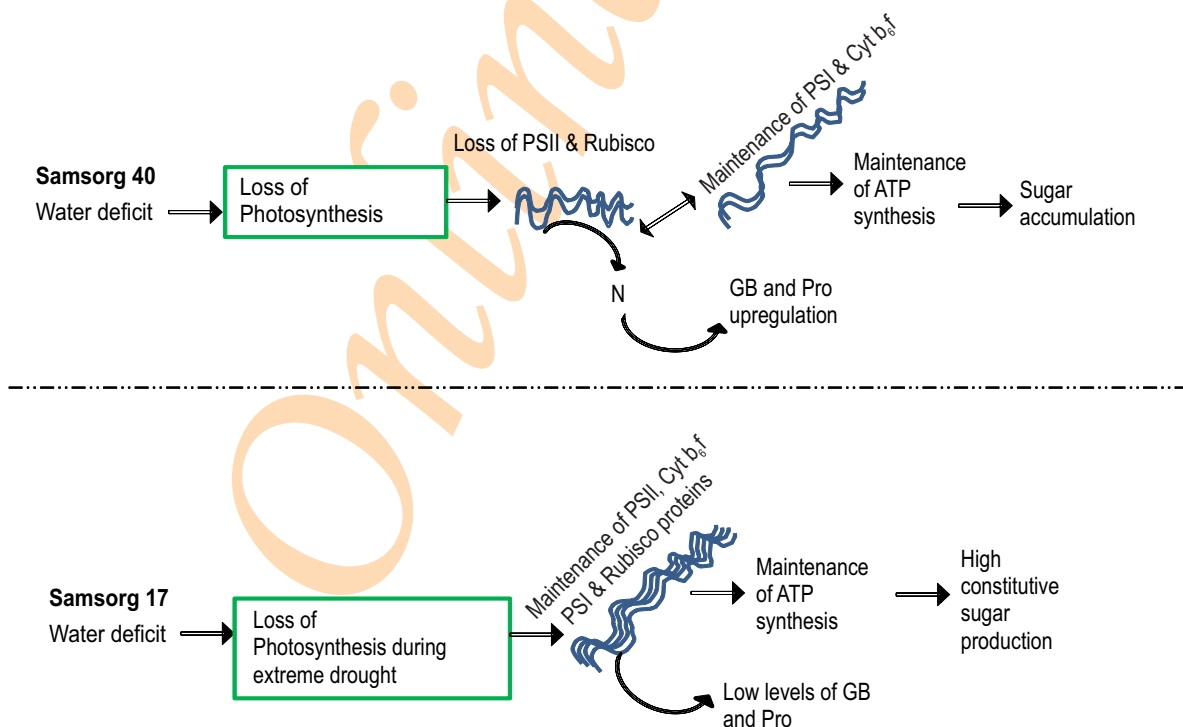 Samsorg 40
Water deficit
Loss of
Photosynthesis
Loss of PSII & Rubisco
Maintenance of PSI & Cyt b₆f
Maintenance
of ATP
synthesis
Sugar
accumulation
N
GB and Pro
upregulation
Samsorg 17
Water deficit
Loss of
Photosynthesis during
extreme drought
Maintenance of PSII, Cyt b₆f
PSI & Rubisco proteins
Maintenance
of ATP
synthesis
High
constitutive
sugar
production
Low levels of GB
and Pro